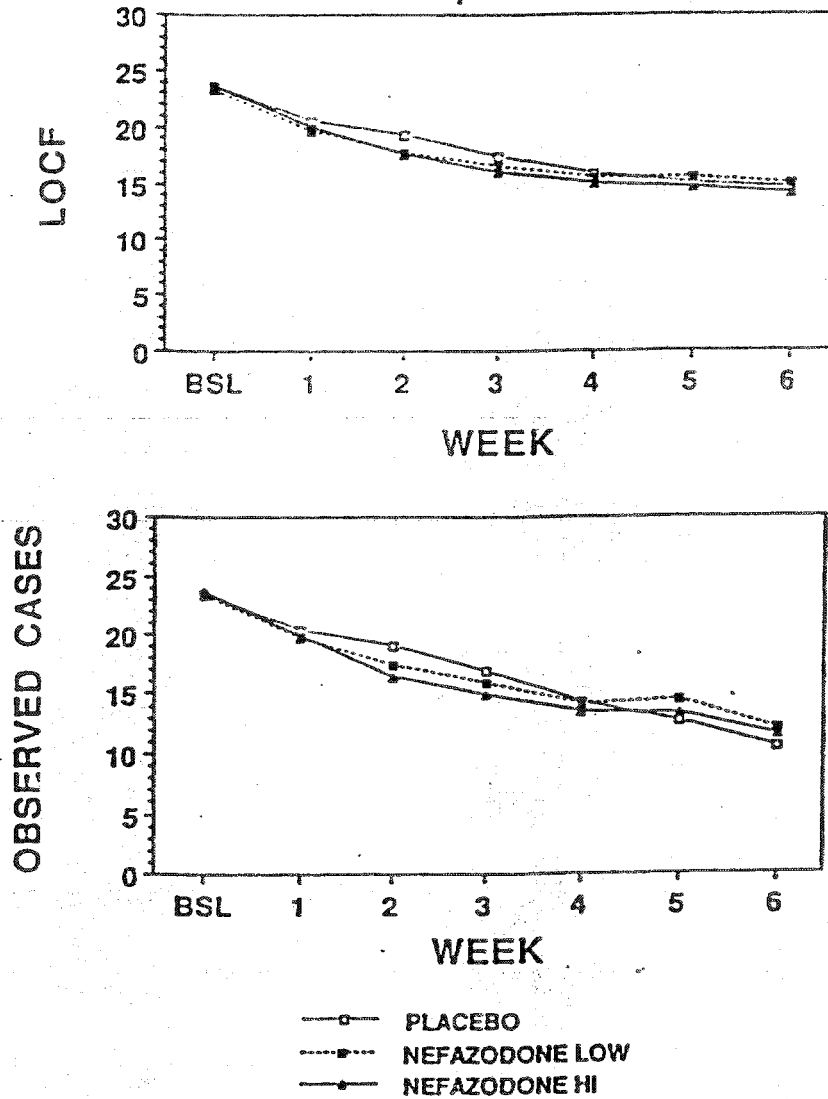 30
25
20
15
10
5
0
LOCF
BSL 1 2 3 4 5 6
WEEK
30
25
20
15
10
5
0
OBSERVED CASES
BSL 1 2 3 4 5 6
WEEK
PLACEBO
NEFAZODONE LOW
NEFAZODONE HI